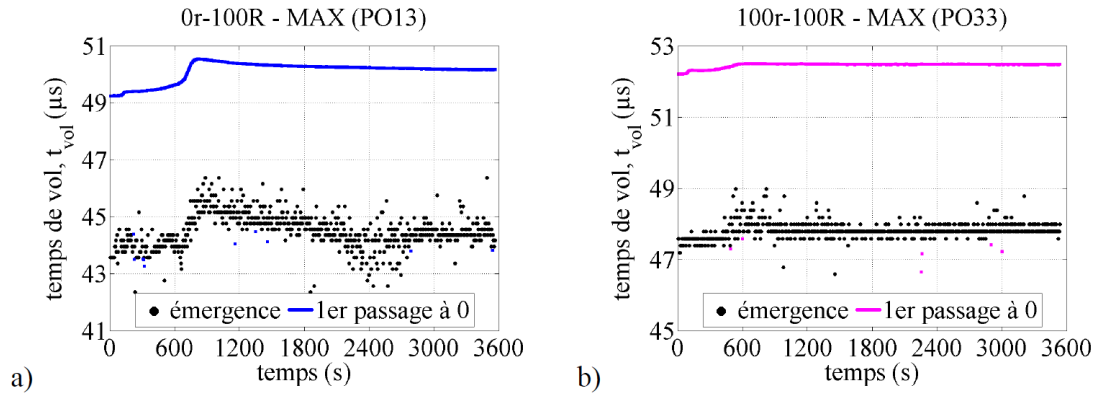 0r-100R - MAX (PO13)
temps de vol, t_vol (µs)
51
49
47
45
43
41
émergence
1er passage à 0
0
600
1200
1800
2400
3000
3600
temps (s)
a)
100r-100R - MAX (PO33)
temps de vol, t_vol (µs)
53
51
49
47
45
émergence
1er passage à 0
0
600
1200
1800
2400
3000
3600
temps (s)
b)